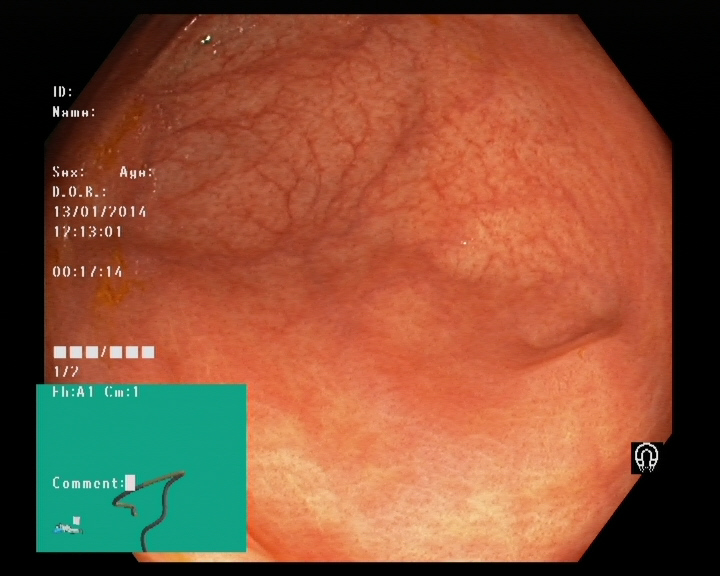 ID:
Name:
Sex: Age:
D.O.B.:
13/01/2014
12:13:01
00:17:14
■■■/■■■
1/2
Eh:A1 Cm:1
Comment: